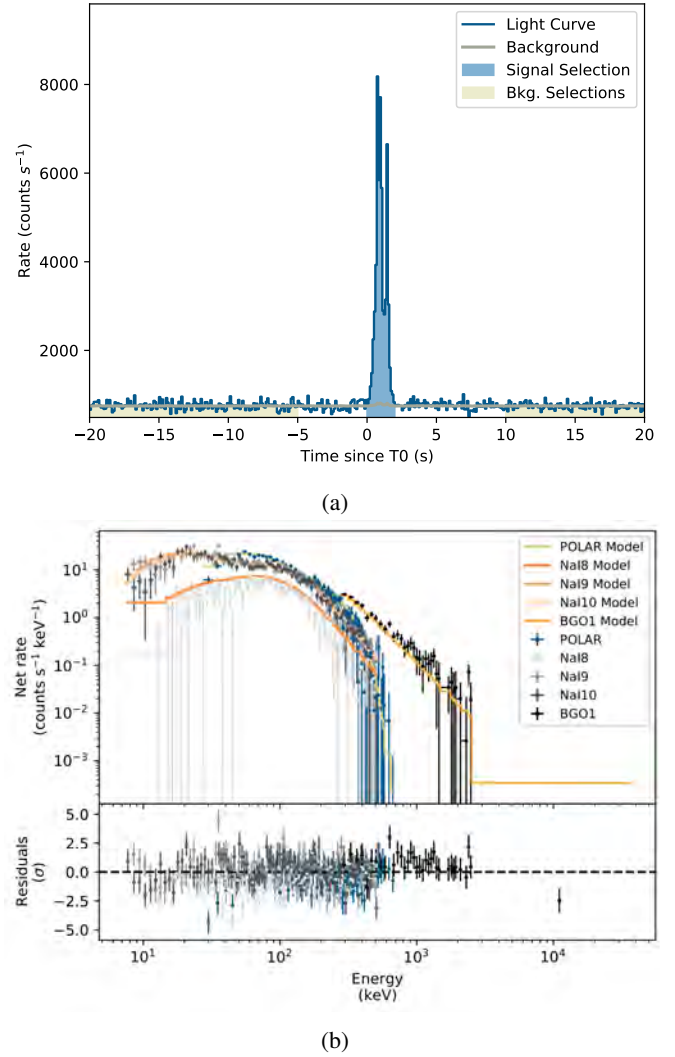 Light Curve
Background
Signal Selection
Bkg. Selections
8000
6000
4000
2000
Rate (counts s⁻¹)
−20 −15 −10 −5 0 5 10 15 20
Time since T0 (s)
(a)
POLAR Model
NaI8 Model
NaI9 Model
NaI10 Model
BGO1 Model
POLAR
NaI8
NaI9
NaI10
BGO1
10¹
10⁰
10⁻¹
10⁻²
10⁻³
Net rate
(counts s⁻¹ keV⁻¹)
5.0
2.5
0.0
−2.5
−5.0
Residuals
(σ)
10¹ 10² 10³ 10⁴
Energy
(keV)
(b)